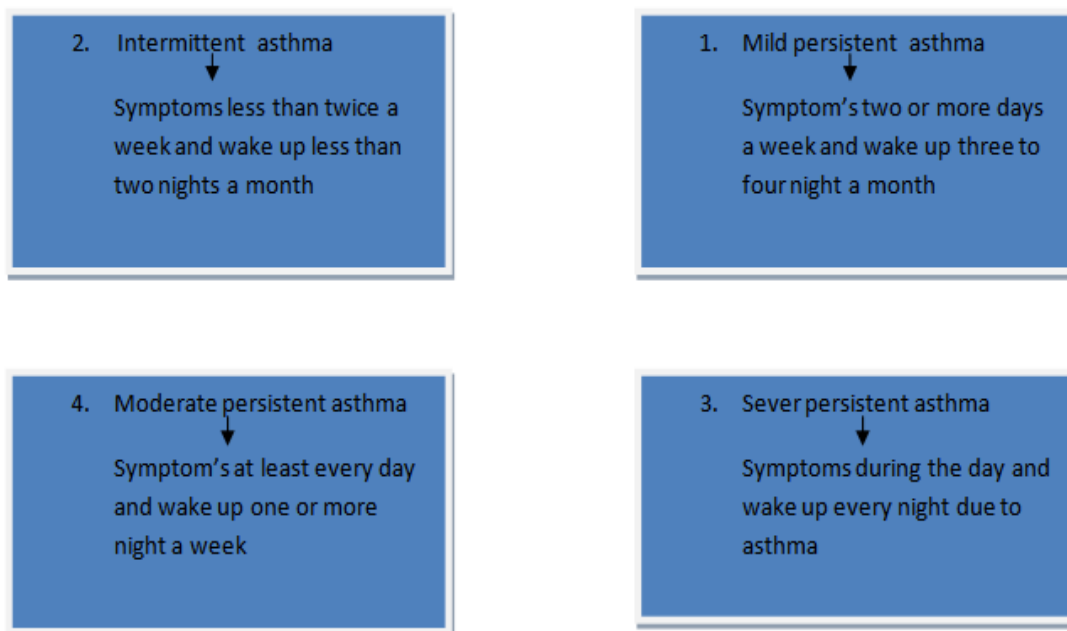 2. Intermittent asthma
Symptoms less than twice a
week and wake up less than
two nights a month
1. Mild persistent asthma
Symptom's two or more days
a week and wake up three to
four night a month
4. Moderate persistent asthma
Symptom's at least every day
and wake up one or more
night a week
3. Sever persistent asthma
Symptoms during the day and
wake up every night due to
asthma